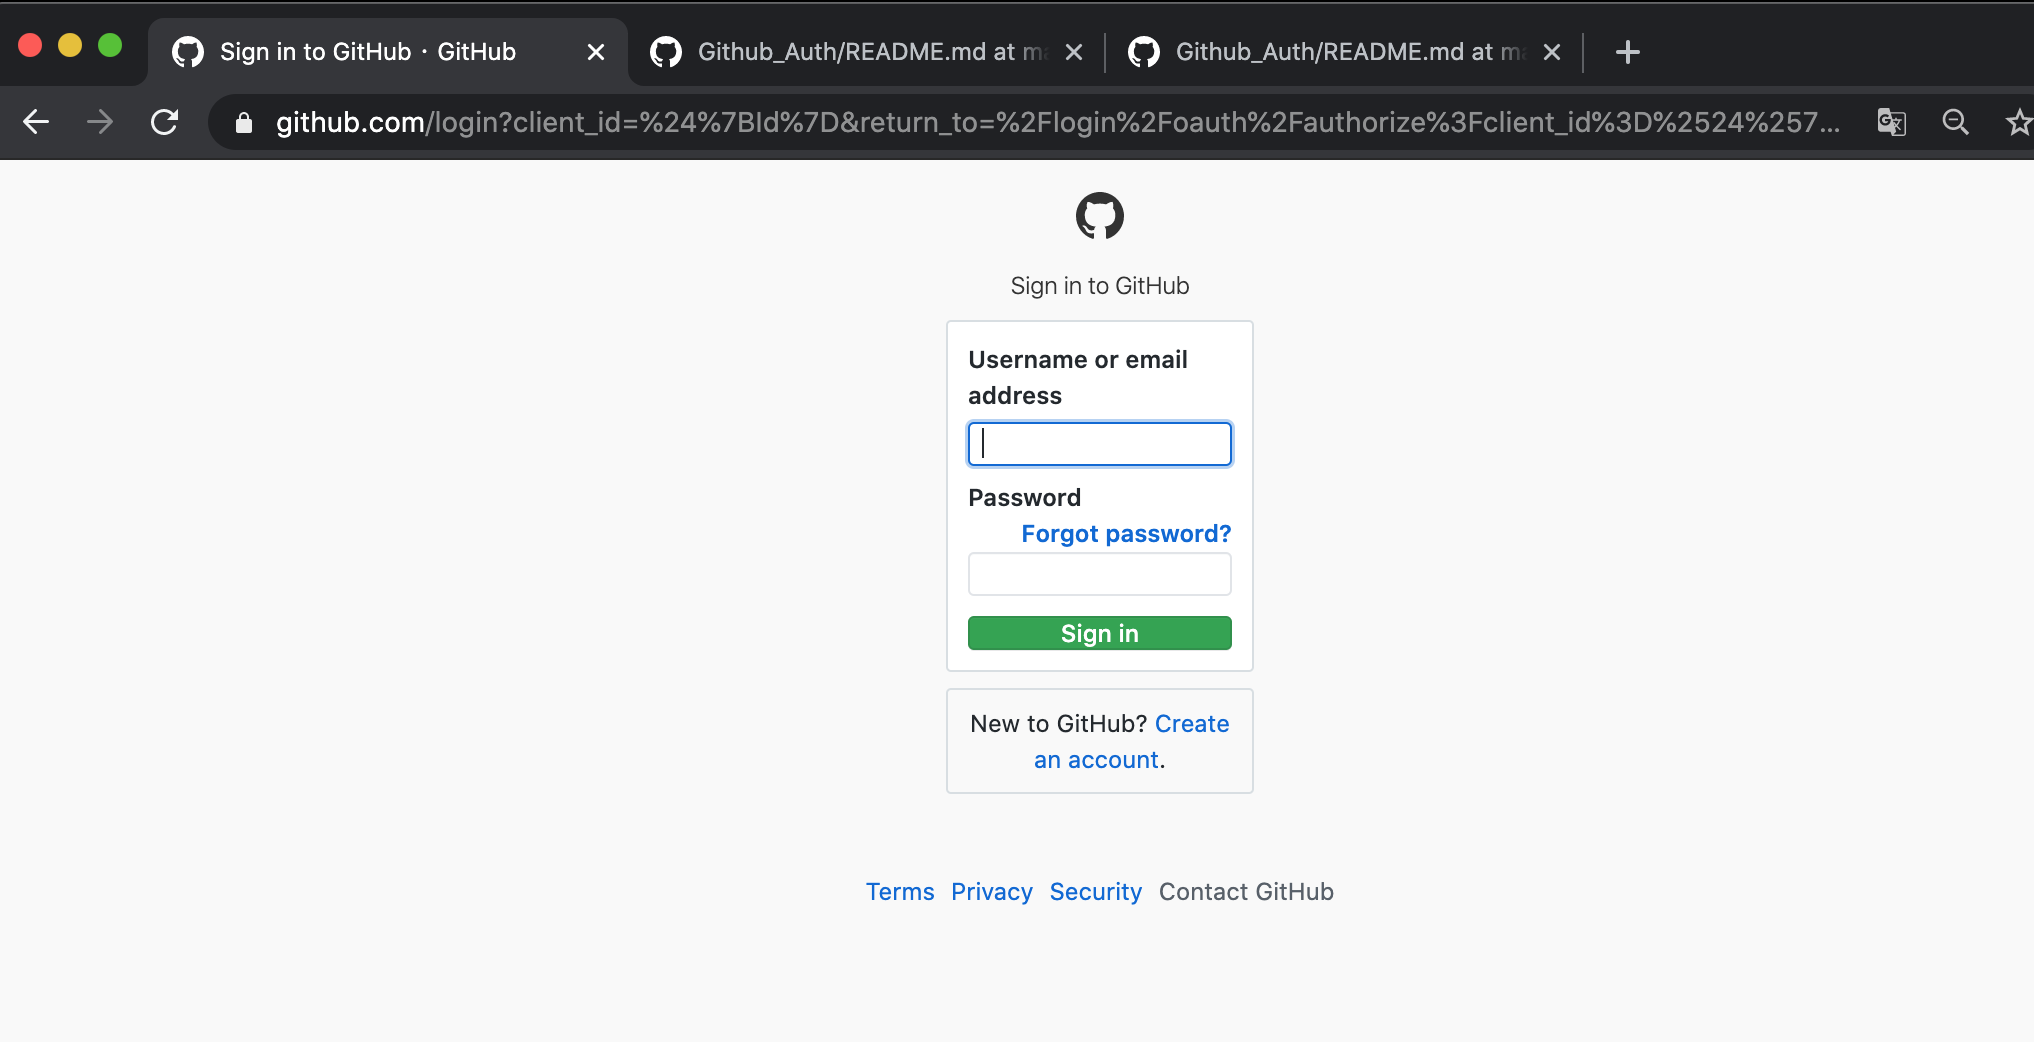 Sign in to GitHub · GitHub
Github_Auth/README.md at ma
Github_Auth/README.md at ma
github.com/login?client_id=%24%7BId%7D&return_to=%2Flogin%2Foauth%2Fauthorize%3Fclient_id%3D%2524%257...
Sign in to GitHub
Username or email
address
Password
Forgot password?
Sign in
New to GitHub? Create
an account.
Terms Privacy Security Contact GitHub